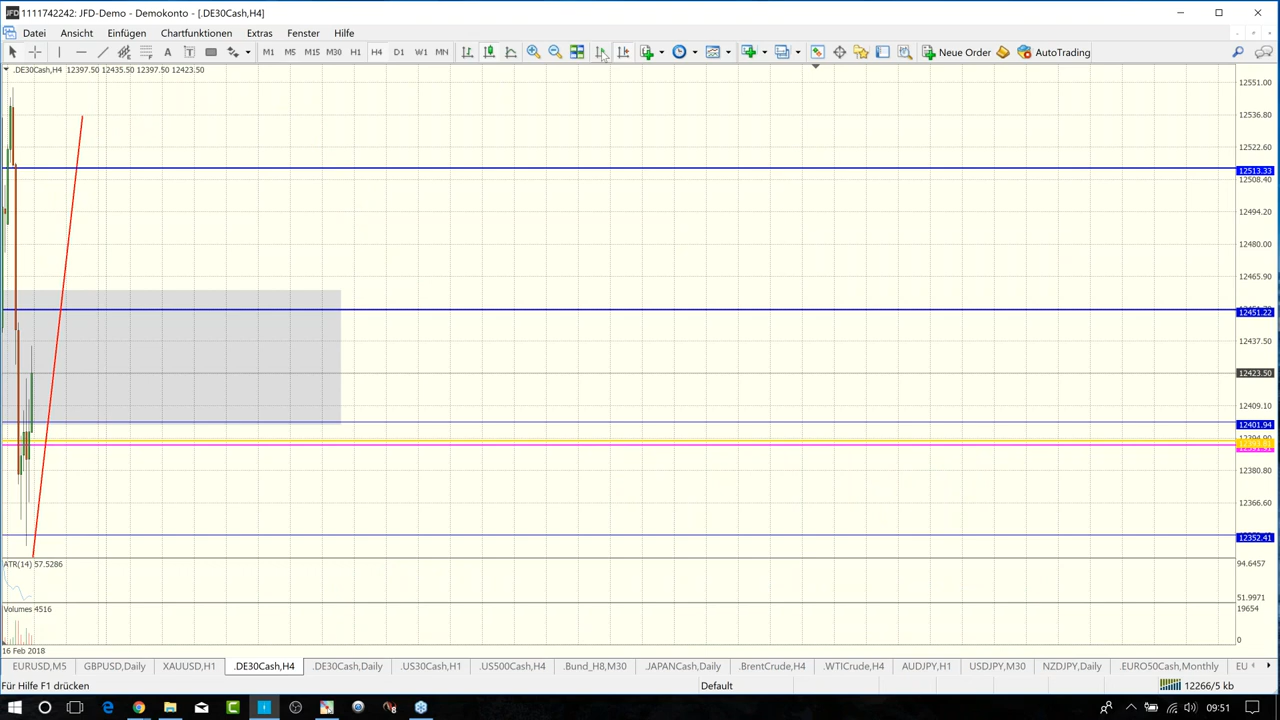 1111742242: JFD-Demo - Demokonto - [.DE30Cash,H4]
Datei Ansicht Einfügen Chartfunktionen Extras Fenster Hilfe
M1 M5 M15 M30 H1 H4 D1 W1 MN Neue Order AutoTrading
.DE30Cash,H4 12397.50 12435.50 12397.50 12423.50
12551.00
12536.80
12522.60
12513.33
12508.40
12494.20
12480.00
12465.90
12451.22
12437.50
12423.50
12409.10
12401.94
12394.90
12380.80
12366.60
12352.41
ATR(14) 57.5286
94.6457
51.9971
Volumes 4516
19654
0
16 Feb 2018
EURUSD,M5 GBPUSD,Daily XAUUSD,H1 .DE30Cash,H4 .DE30Cash,Daily .US30Cash,H1 .US500Cash,H4 .Bund_H8,M30 .JAPANCash,Daily .BrentCrude,H4 .WTICrude,H4 AUDJPY,H1 USDJPY,M30 NZDJPY,Daily .EURO50Cash,Monthly EU
Für Hilfe F1 drücken Default 12266/5 kb
09:51